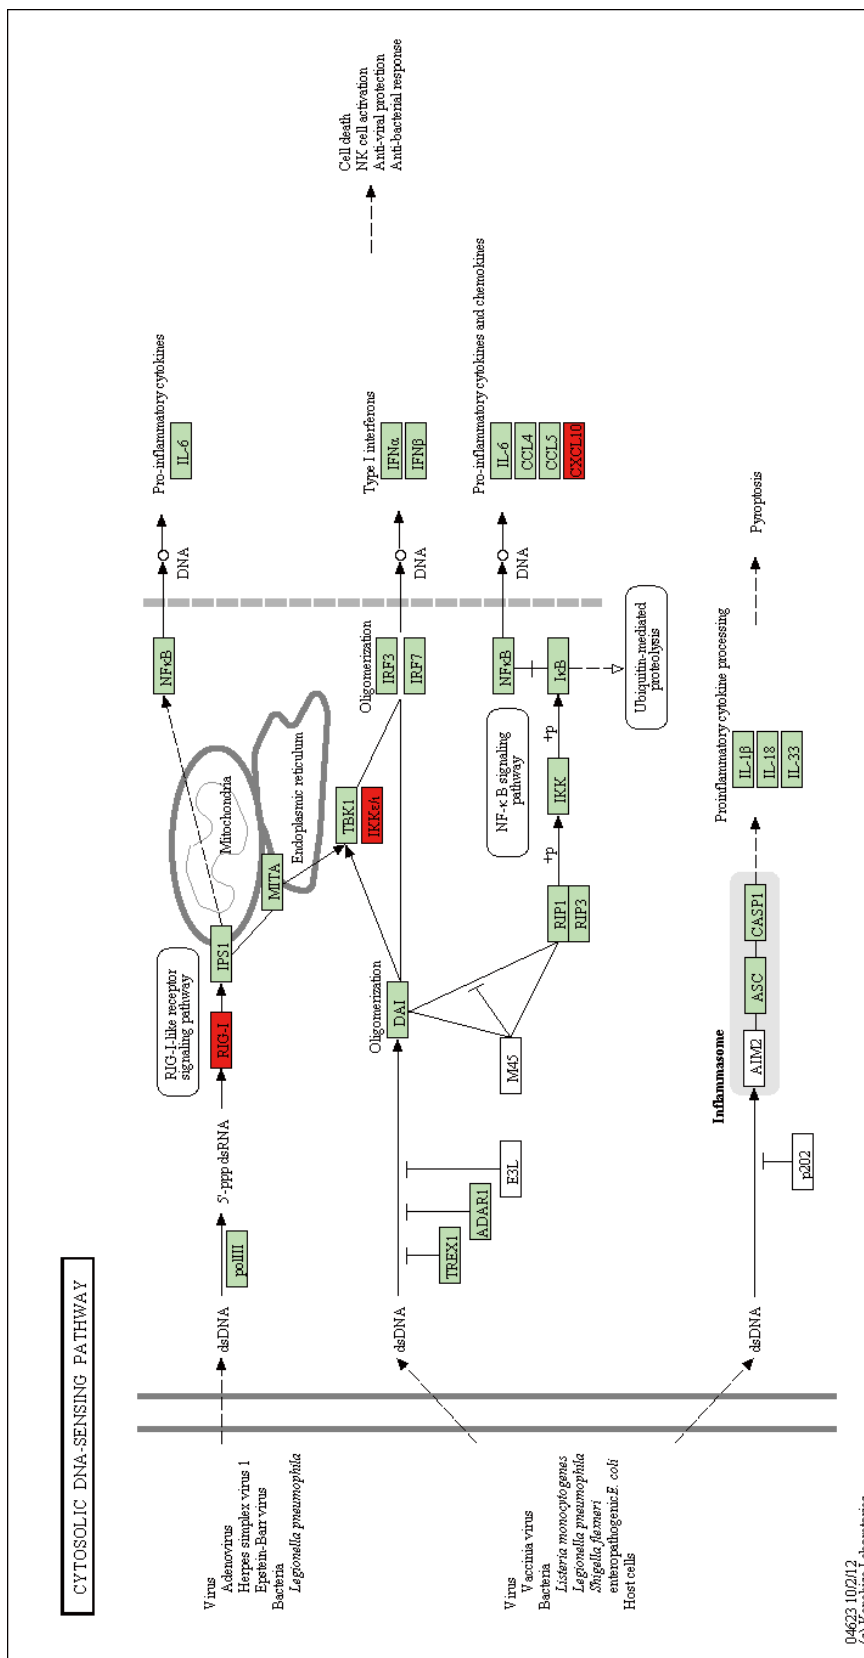 CYTOSOLIC DNA-SENSING PATHWAY
Virus
Adenovirus
Herpes simplex virus 1
Epstein-Barr virus
Bacteria
Legionella pneumophila
dsDNA
polIII
5'-ppp dsRNA
RIG-I-like receptor
signaling pathway
RIG-I
IPS1
Mitochondria
MITA
Endoplasmic reticulum
NFκB
DNA
Pro-inflammatory cytokines
IL-6
Virus
Vaccinia virus
Bacteria
Listeria monocytogenes
Legionella pneumophila
Shigella flexneri
enteropathogenic E. coli
Host cells
dsDNA
TREX1
ADAR1
E3L
Oligomerization
DAI
M45
TBK1
IKKε/i
Oligomerization
IRF3
IRF7
DNA
Type I interferons
IFNα
IFNβ
Cell death
NK cell activation
Anti-viral protection
Anti-bacterial response
RIP1
RIP3
+p
IKK
+p
IκB
NF-κ B signaling
pathway
NFκB
Ubiquitin-mediated
proteolysis
DNA
Pro-inflammatory cytokines and chemokines
IL-6
CCL4
CCL5
CXCL10
dsDNA
p202
Inflammasome
AIM2
ASC
CASP1
Proinflammatory cytokine processing
IL-1β
IL-18
IL-33
Pyroptosis
04623 10/2/12
(c) Kanehisa Laboratories